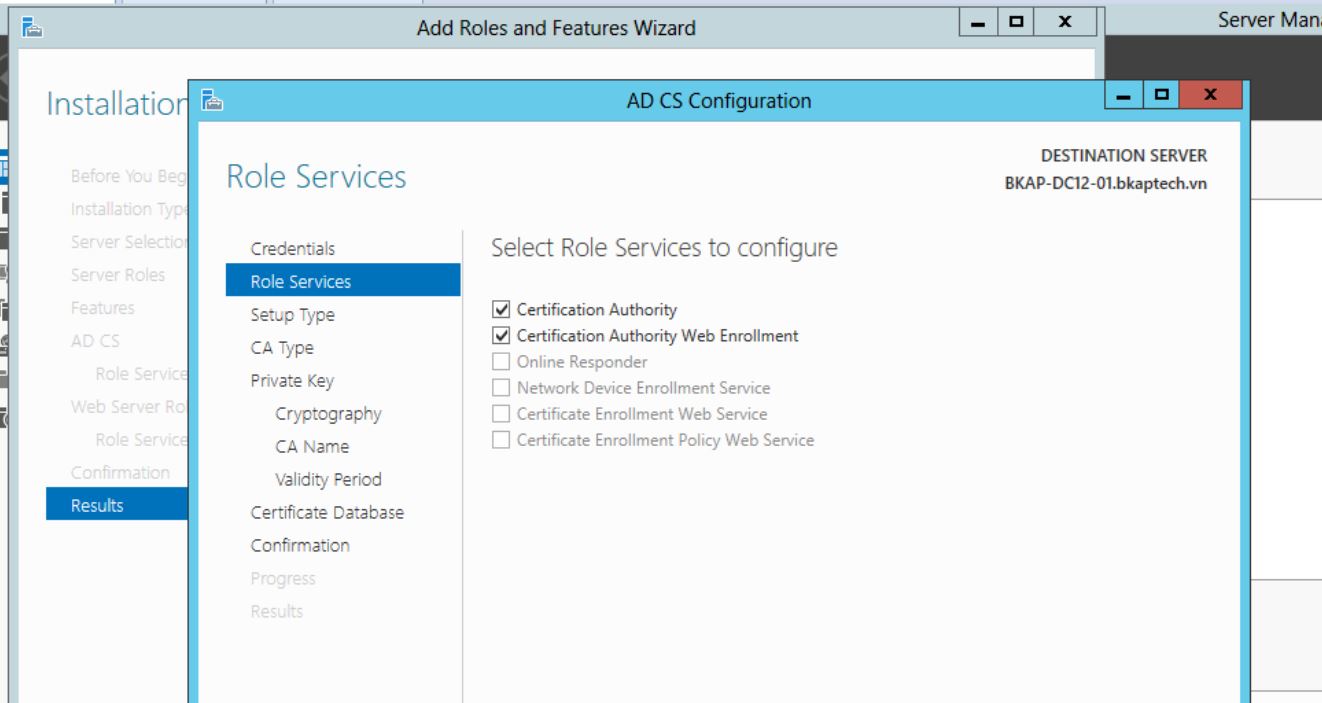 Add Roles and Features Wizard
Server Mana
Installation
Before You Beg
Installation Type
Server Selection
Server Roles
Features
AD CS
Role Service
Web Server Ro
Role Service
Confirmation
Results
AD CS Configuration
DESTINATION SERVER
BKAP-DC12-01.bkaptech.vn
Role Services
Credentials
Role Services
Setup Type
CA Type
Private Key
Cryptography
CA Name
Validity Period
Certificate Database
Confirmation
Progress
Results
Select Role Services to configure
Certification Authority
Certification Authority Web Enrollment
Online Responder
Network Device Enrollment Service
Certificate Enrollment Web Service
Certificate Enrollment Policy Web Service